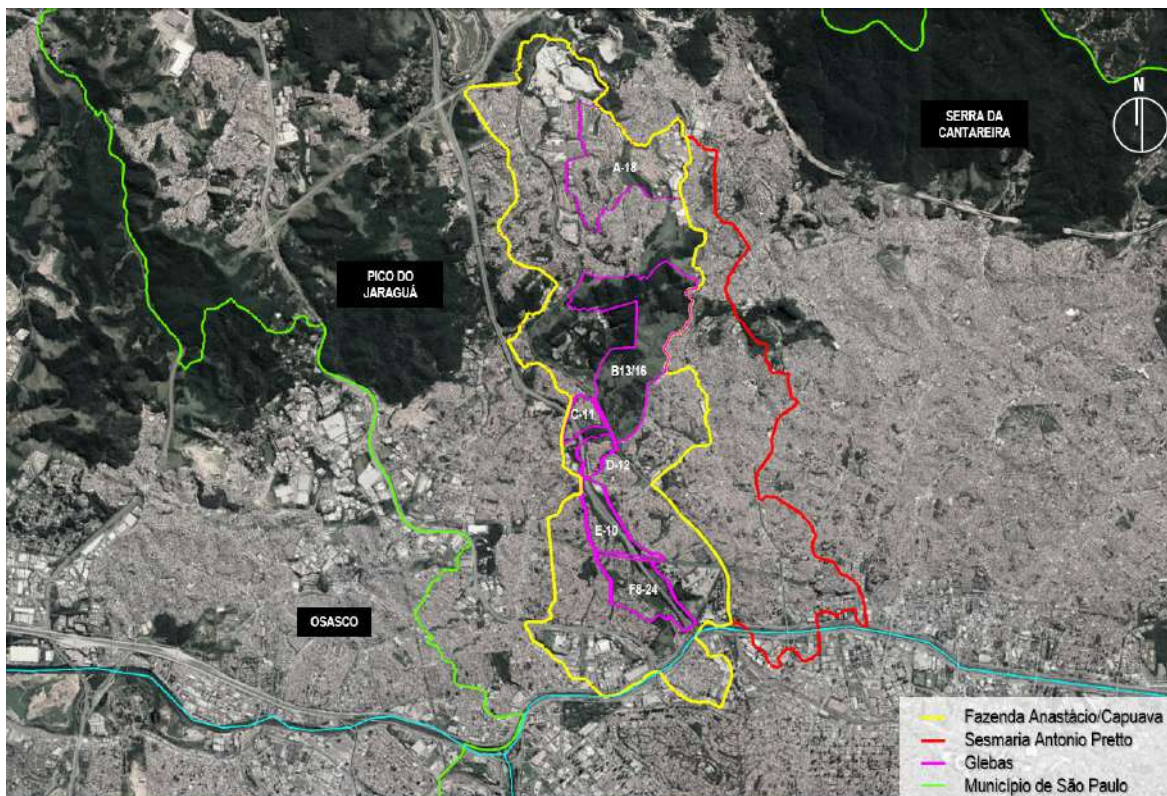 N
SERRA DA
CANTAREIRA
A-18
PICO DO
JARAGUÁ
B13/16
C-11
D-12
E-10
F8-24
OSASCO
Fazenda Anastácio/Capuava
Sesmaria Antonio Pretto
Glebas
Município de São Paulo